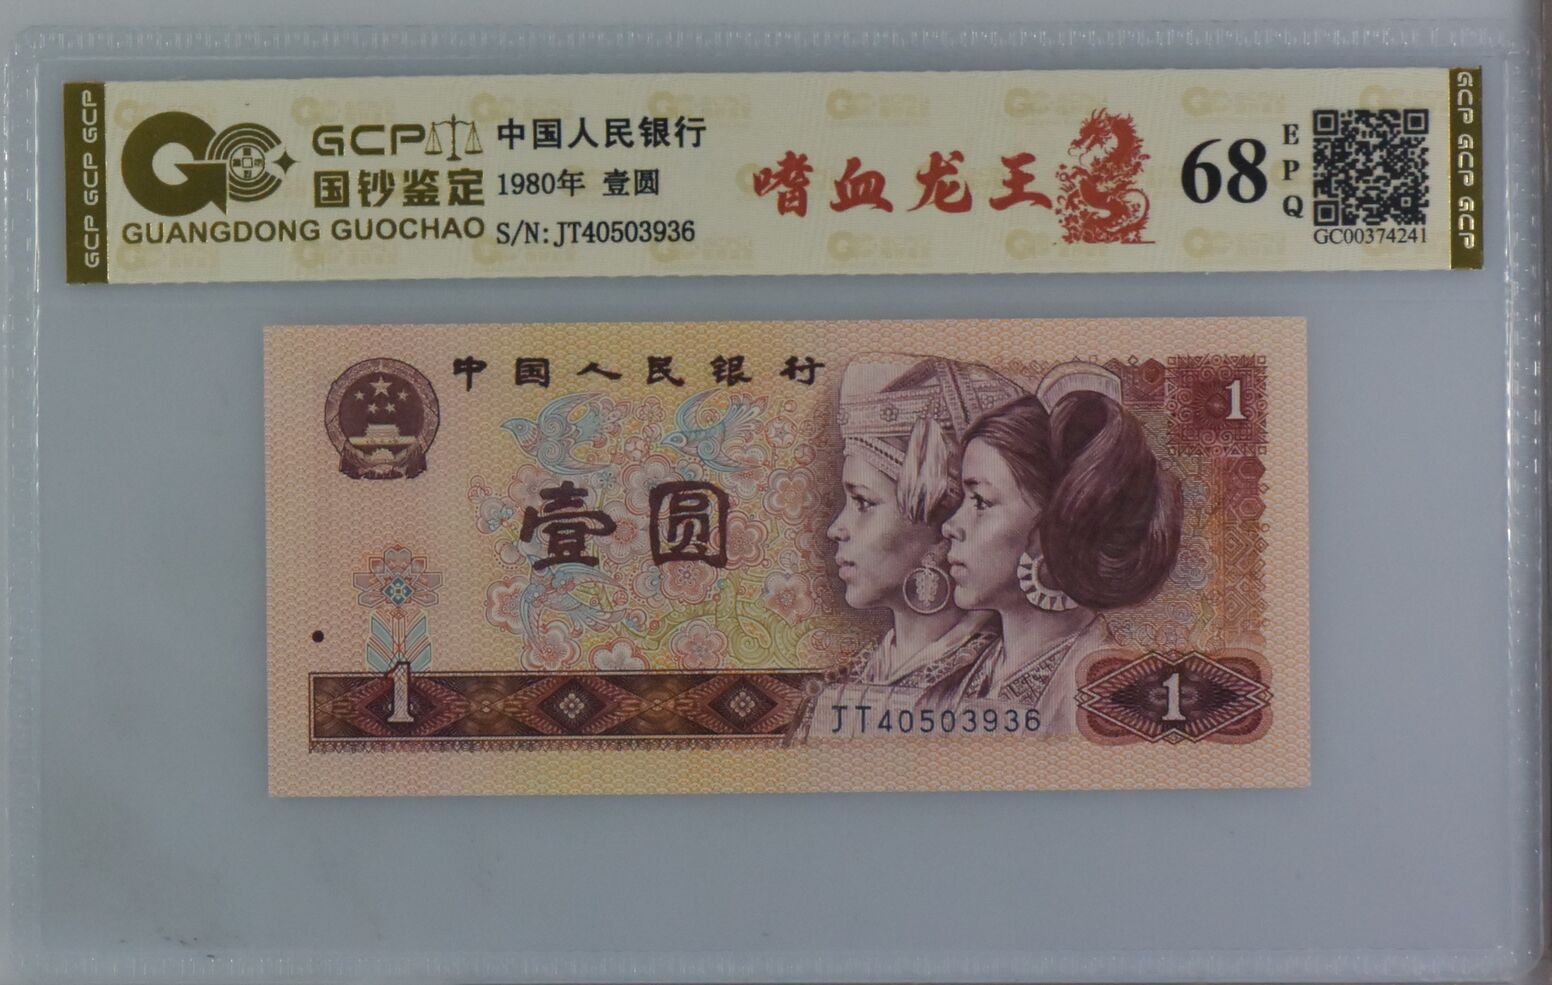 GCP GCP GCP
GCP
国钞鉴定
GUANGDONG GUOCHAO
中国人民银行
1980年 壹圆
S/N:JT40503936
嗜血龙王
68
EPQ
GC00374241
GCP GCP GCP
中国人民银行
1
壹圆
1
JT40503936
1